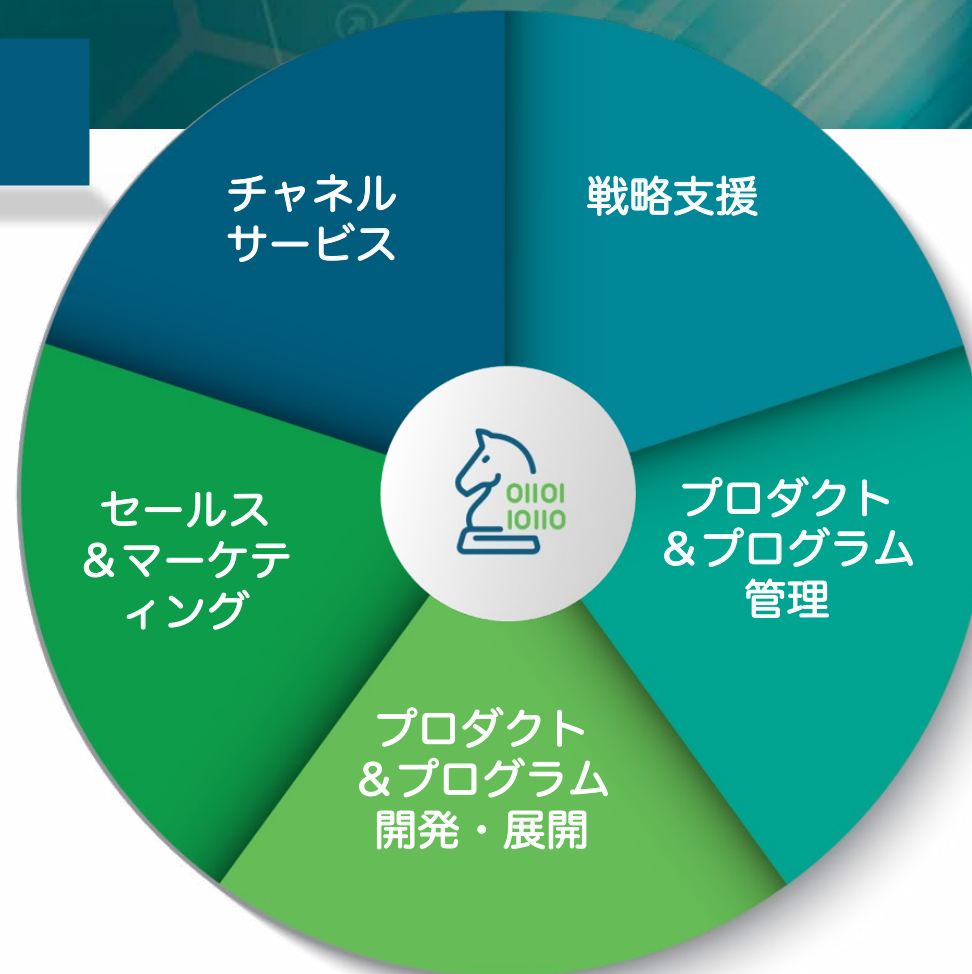 チャネル
サービス
戦略支援
プロダクト
＆プログラム
管理
プロダクト
＆プログラム
開発・展開
セールス
＆マーケテ
ィング
01101
10110